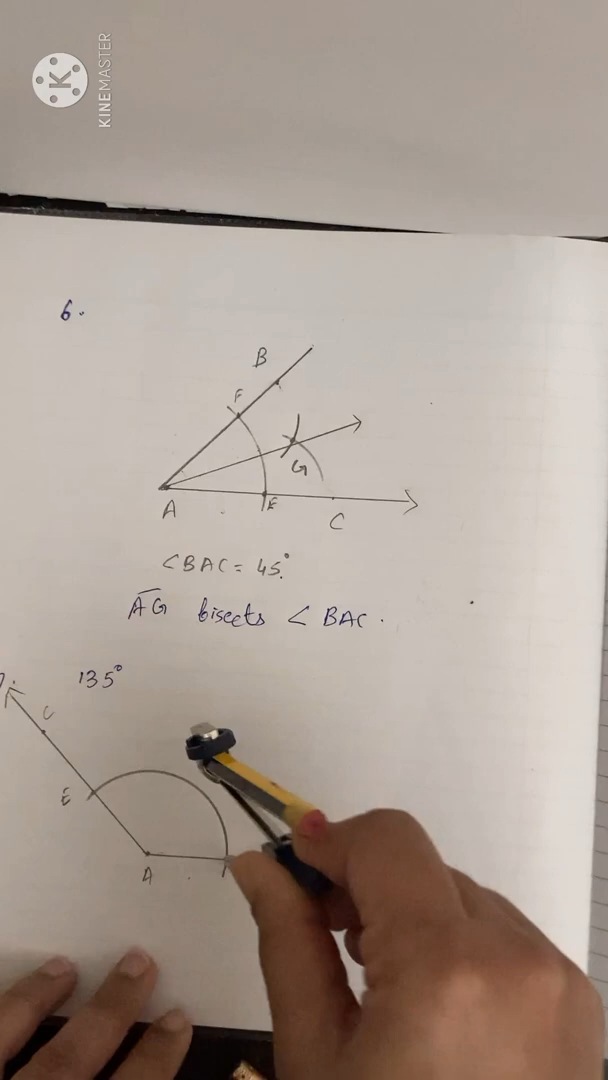 KINEMASTER
6.
B
F
G
A
E
C
∠BAC = 45°
AG bisects ∠ BAC.
135°
C
E
A